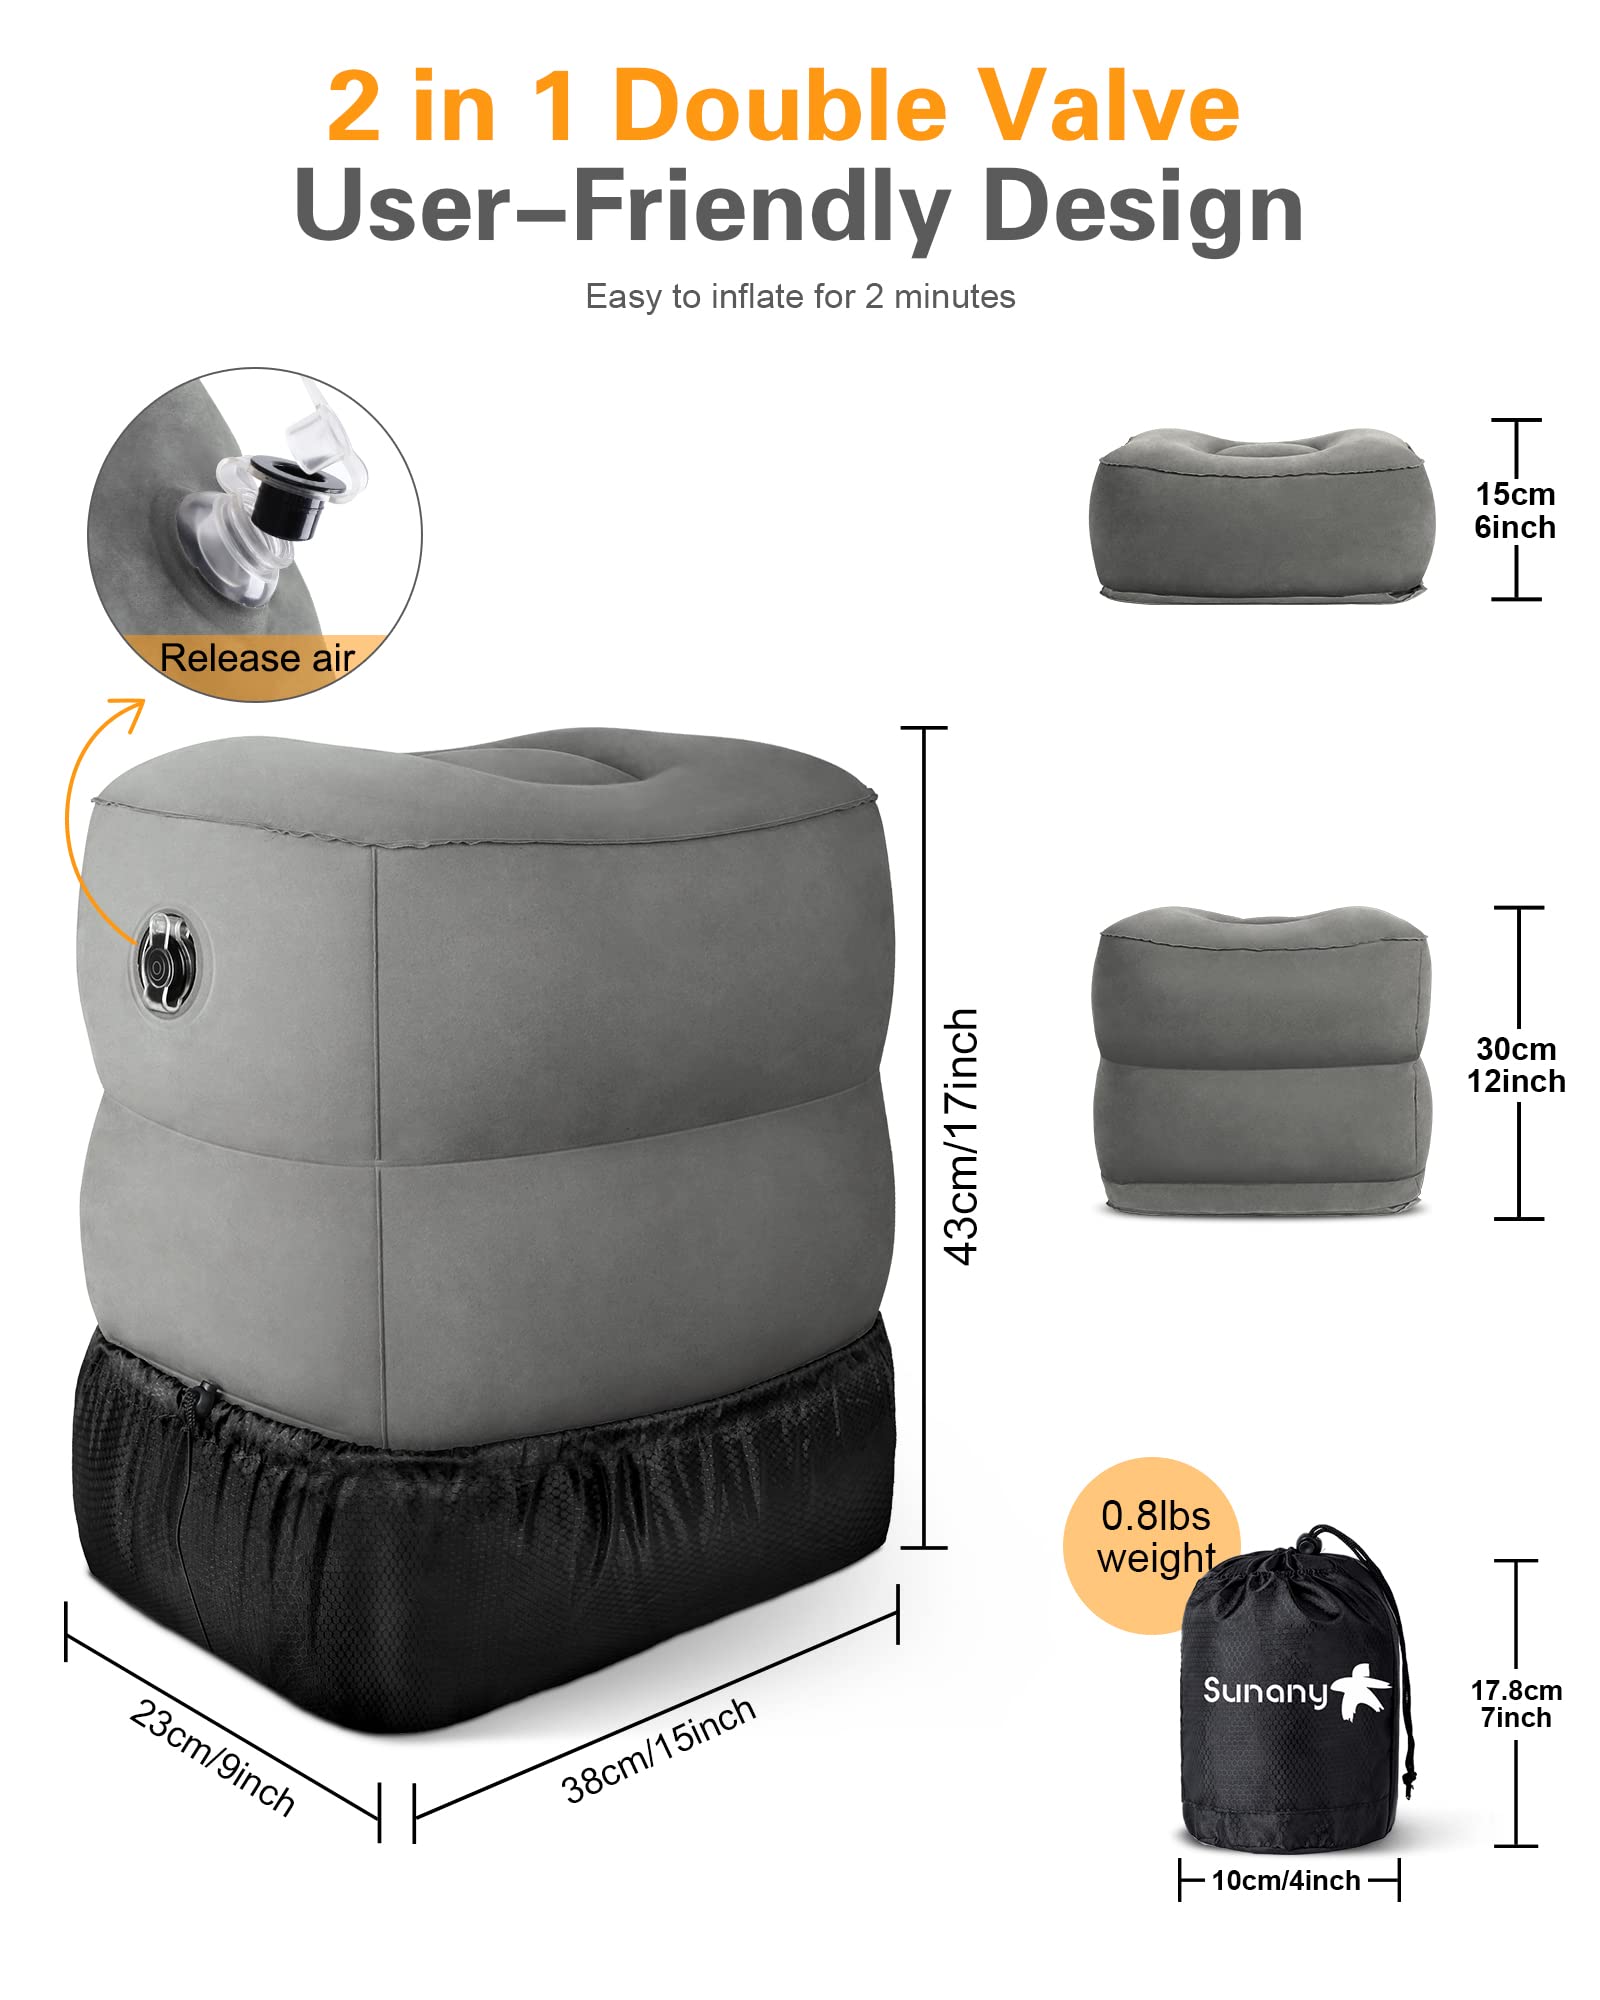 2 in 1 Double Valve
User-Friendly Design
Easy to inflate for 2 minutes
Release air
15cm
6inch
43cm/17inch
30cm
12inch
0.8lbs
weight
Sunany
17.8cm
7inch
23cm/9inch
38cm/15inch
10cm/4inch